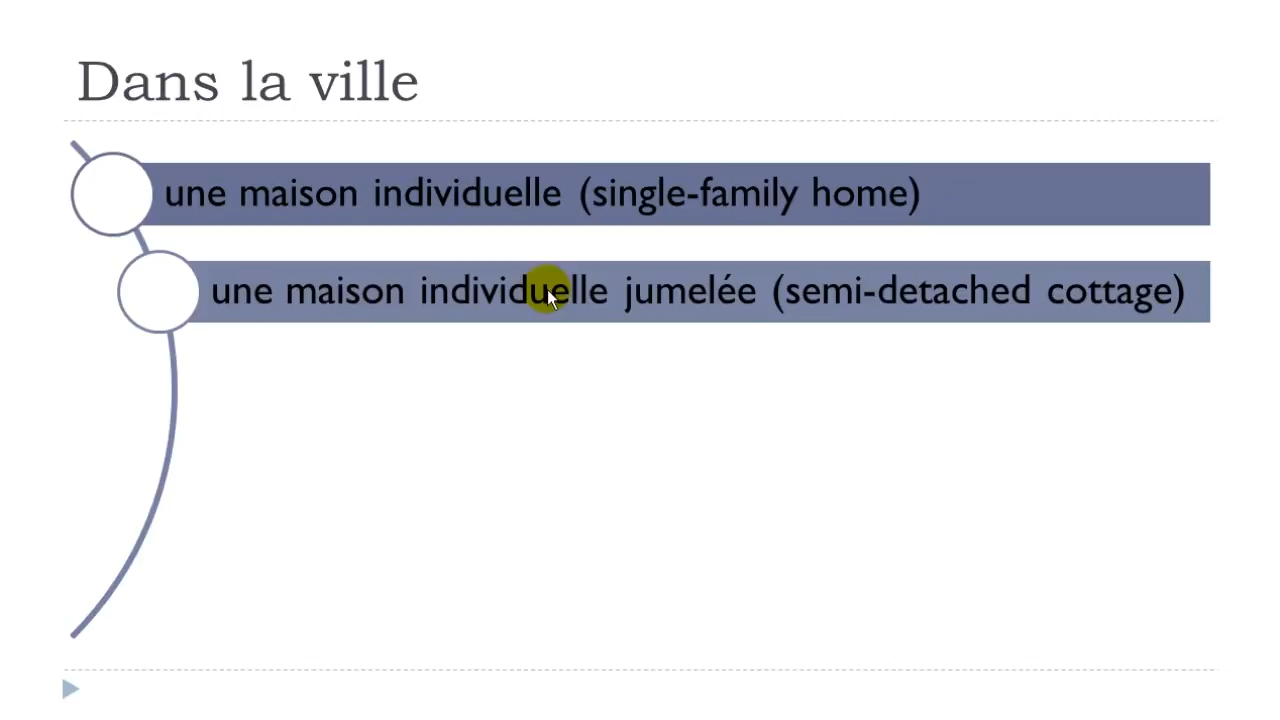 Dans la ville
une maison individuelle (single-family home)
une maison individuelle jumelée (semi-detached cottage)